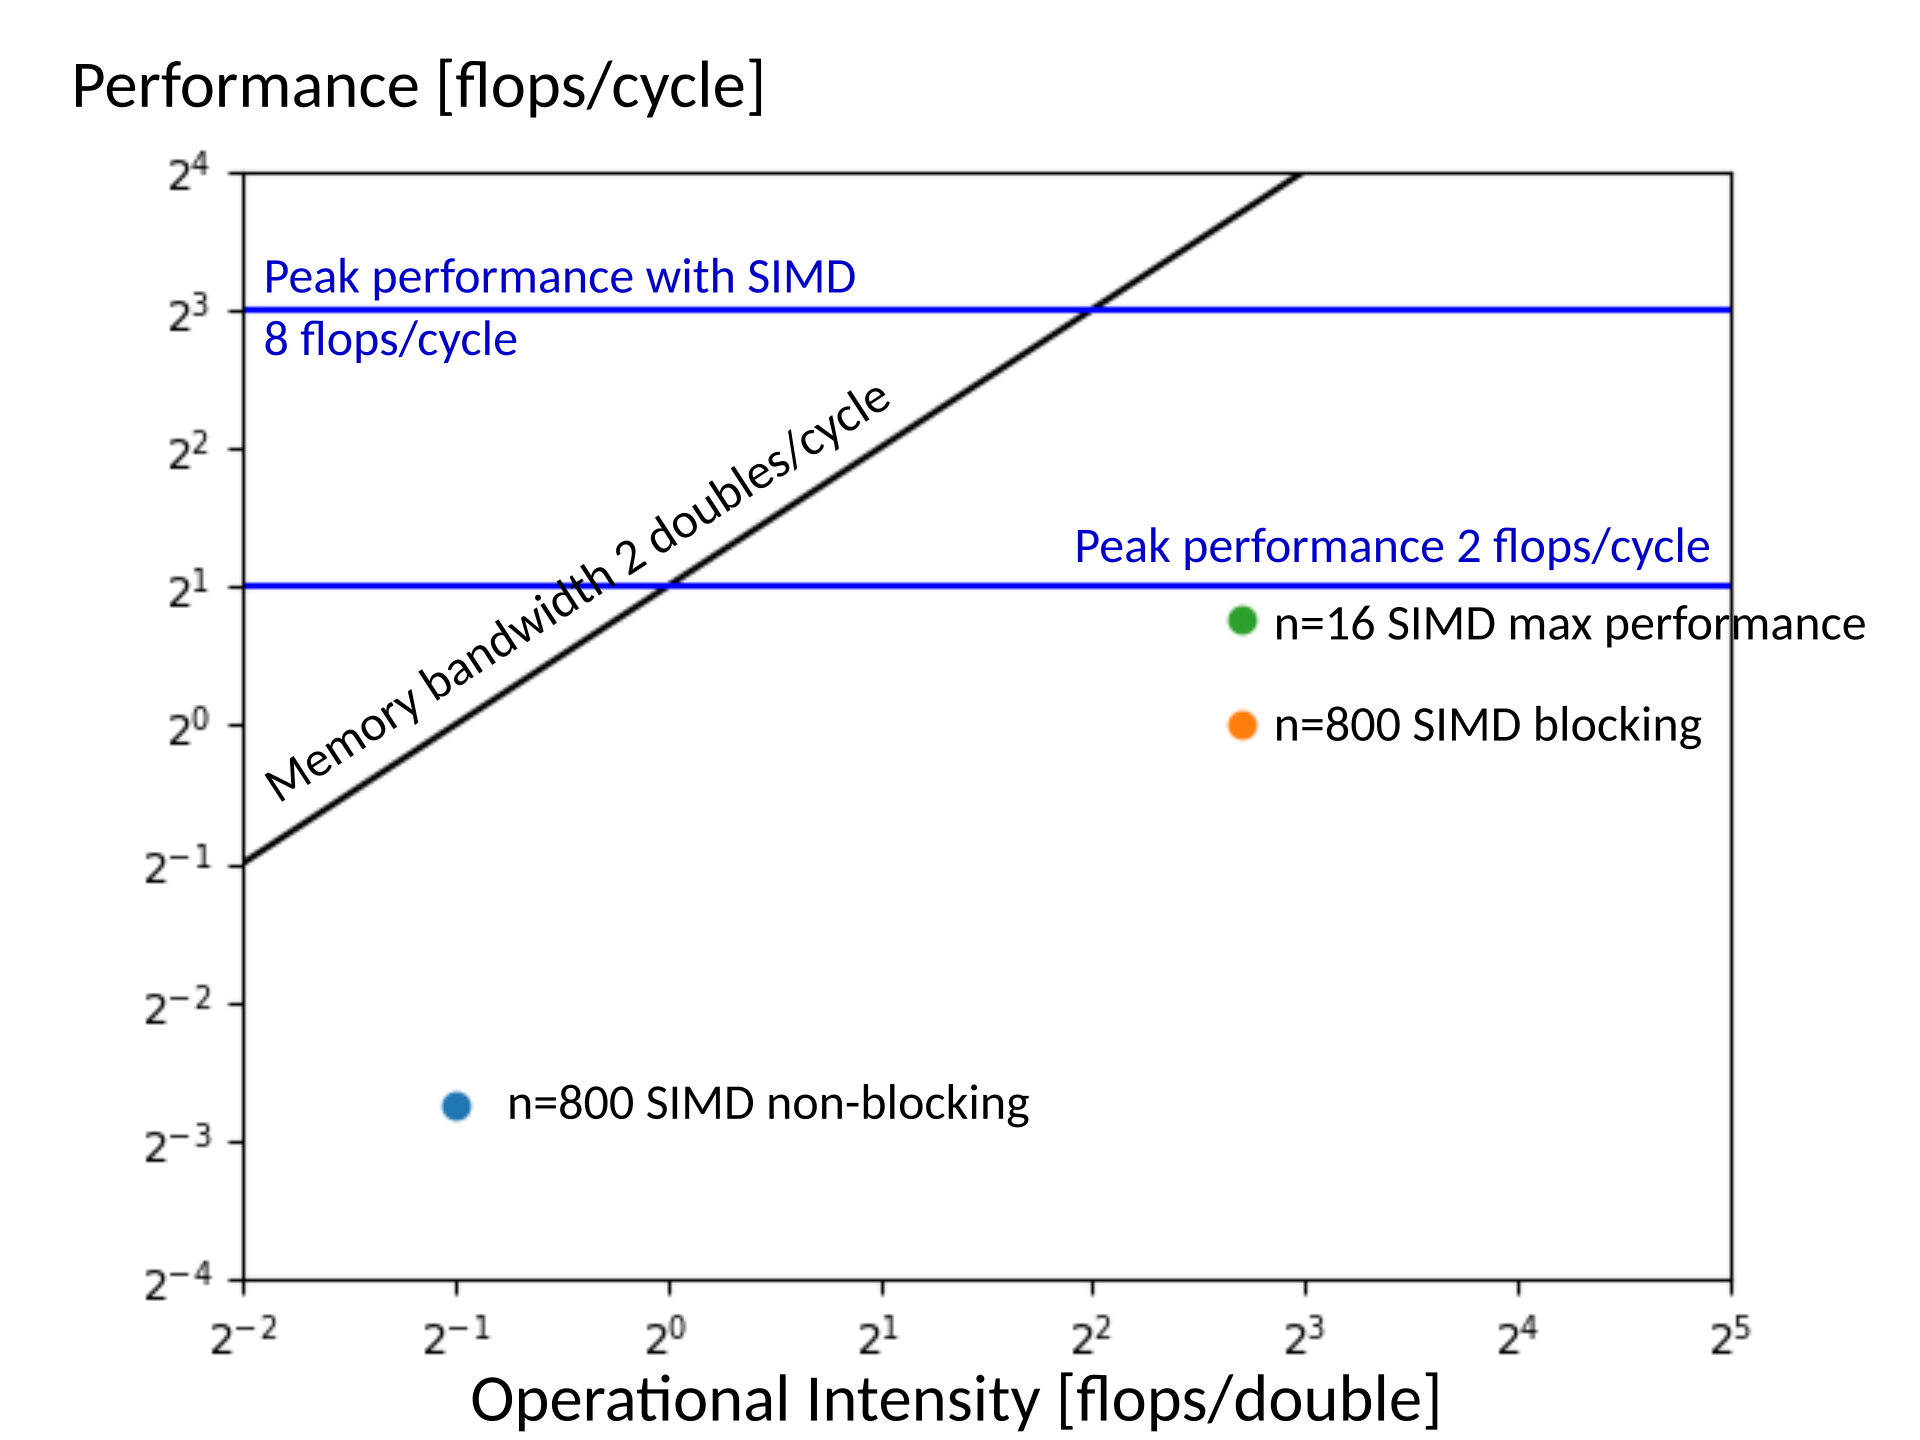 Performance [flops/cycle]
2⁴
Peak performance with SIMD
2³
8 flops/cycle
2²
Memory bandwidth 2 doubles/cycle
Peak performance 2 flops/cycle
2¹
n=16 SIMD max performance
2⁰
n=800 SIMD blocking
2⁻¹
2⁻²
n=800 SIMD non-blocking
2⁻³
2⁻⁴
2⁻² 2⁻¹ 2⁰ 2¹ 2² 2³ 2⁴ 2⁵
Operational Intensity [flops/double]